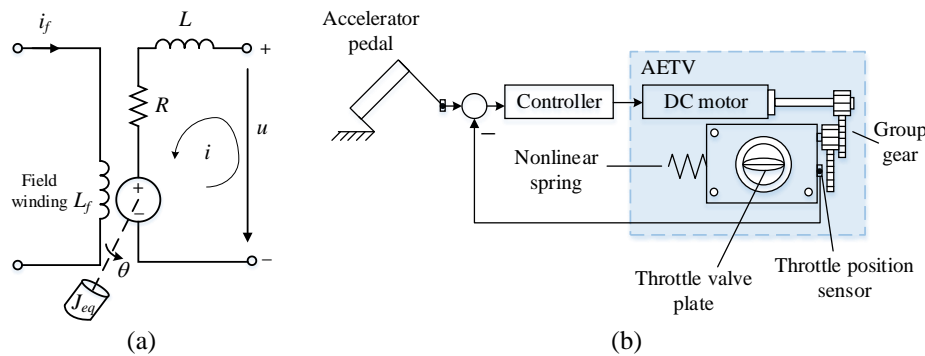 i_f
L
+
R
u
i
Field
winding
L_f
+
−
θ
J_eq
−
(a)
Accelerator
pedal
AETV
Controller
DC motor
−
Group
gear
Nonlinear
spring
Throttle valve
plate
Throttle position
sensor
(b)